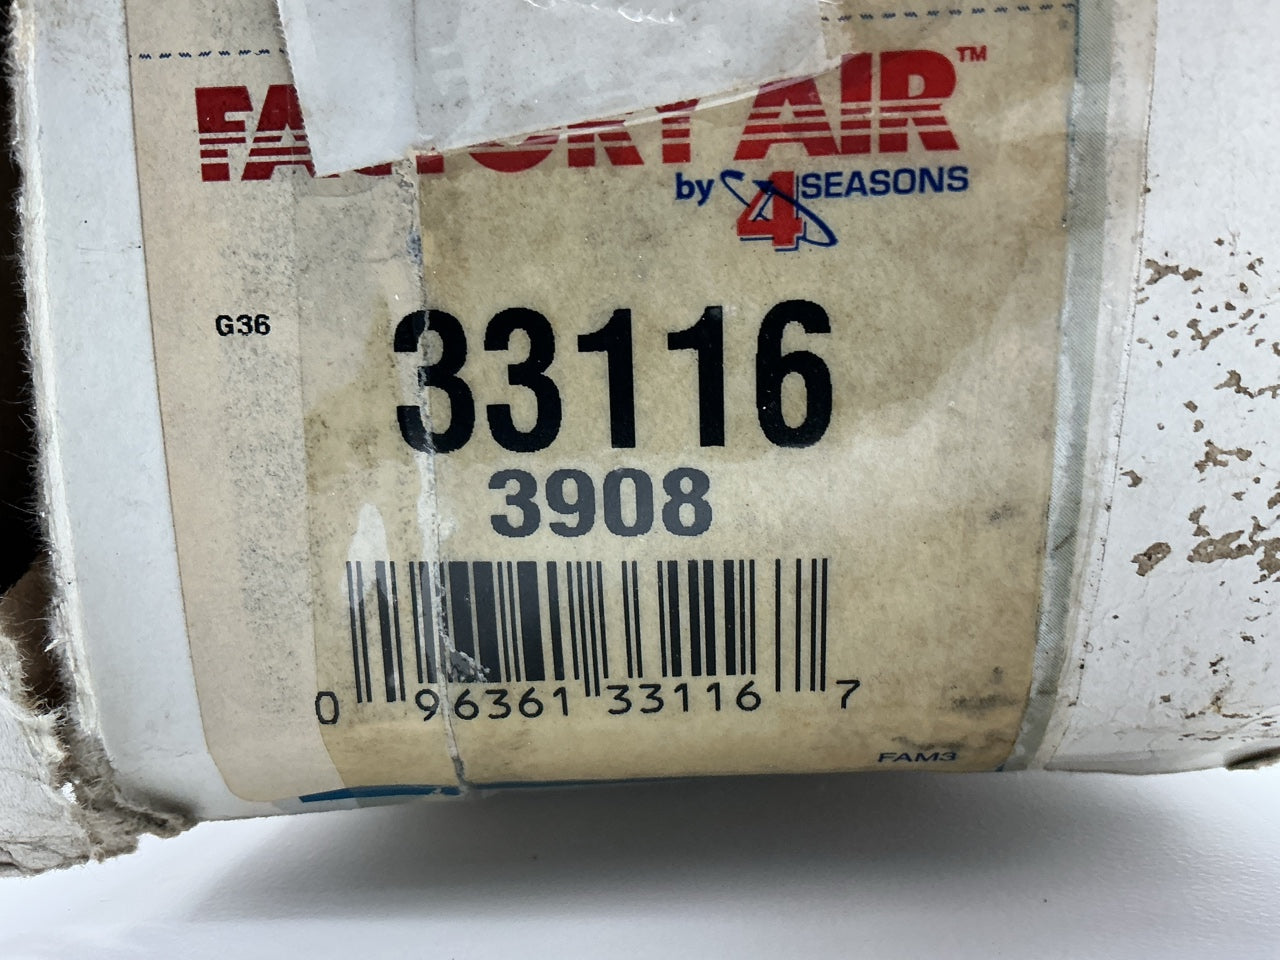 FACTORY AIR™
by 4 SEASONS
G36
33116
3908
0 96361 33116 7
FAM3